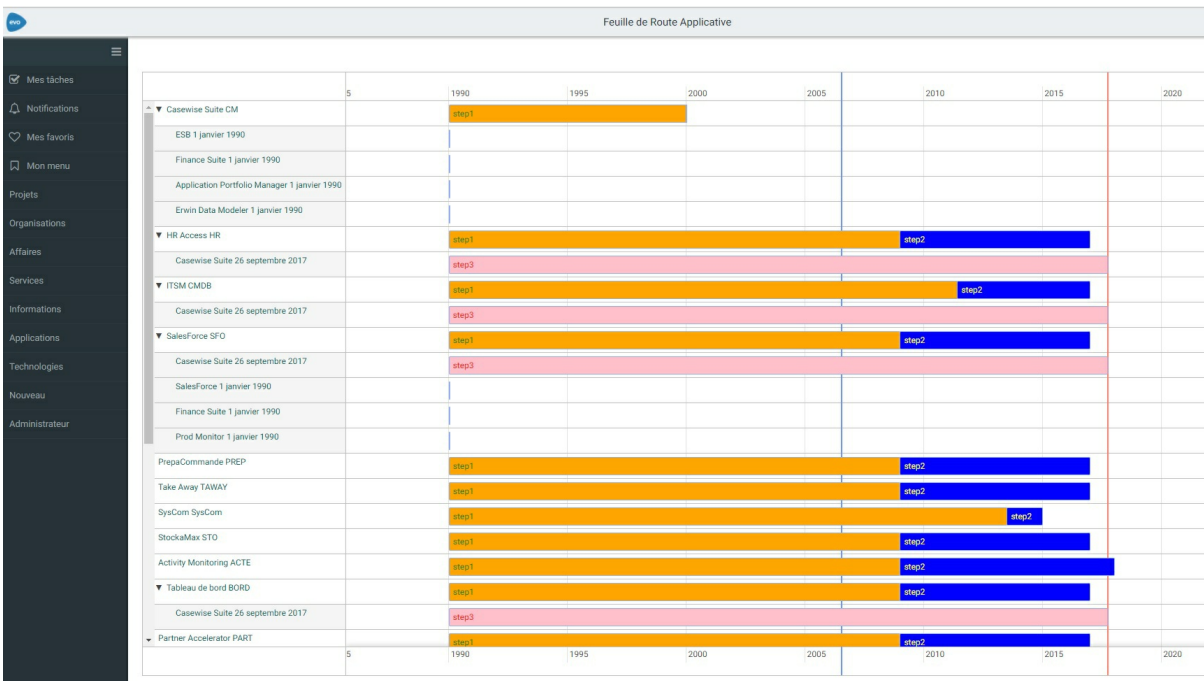 evo
Feuille de Route Applicative
Mes tâches
Notifications
Mes favoris
Mon menu
Projets
Organisations
Affaires
Services
Informations
Applications
Technologies
Nouveau
Administrateur
5 1990 1995 2000 2005 2010 2015 2020
▼ Casewise Suite CM step1
ESB 1 janvier 1990
Finance Suite 1 janvier 1990
Application Portfolio Manager 1 janvier 1990
Erwin Data Modeler 1 janvier 1990
▼ HR Access HR step1 step2
Casewise Suite 26 septembre 2017 step3
▼ ITSM CMDB step1 step2
Casewise Suite 26 septembre 2017 step3
▼ SalesForce SFO step1 step2
Casewise Suite 26 septembre 2017 step3
SalesForce 1 janvier 1990
Finance Suite 1 janvier 1990
Prod Monitor 1 janvier 1990
PrepaCommande PREP step1 step2
Take Away TAWAY step1 step2
SysCom SysCom step1 step2
StockaMax STO step1 step2
Activity Monitoring ACTE step1 step2
▼ Tableau de bord BORD step1 step2
Casewise Suite 26 septembre 2017 step3
Partner Accelerator PART step1 step2
5 1990 1995 2000 2005 2010 2015 2020